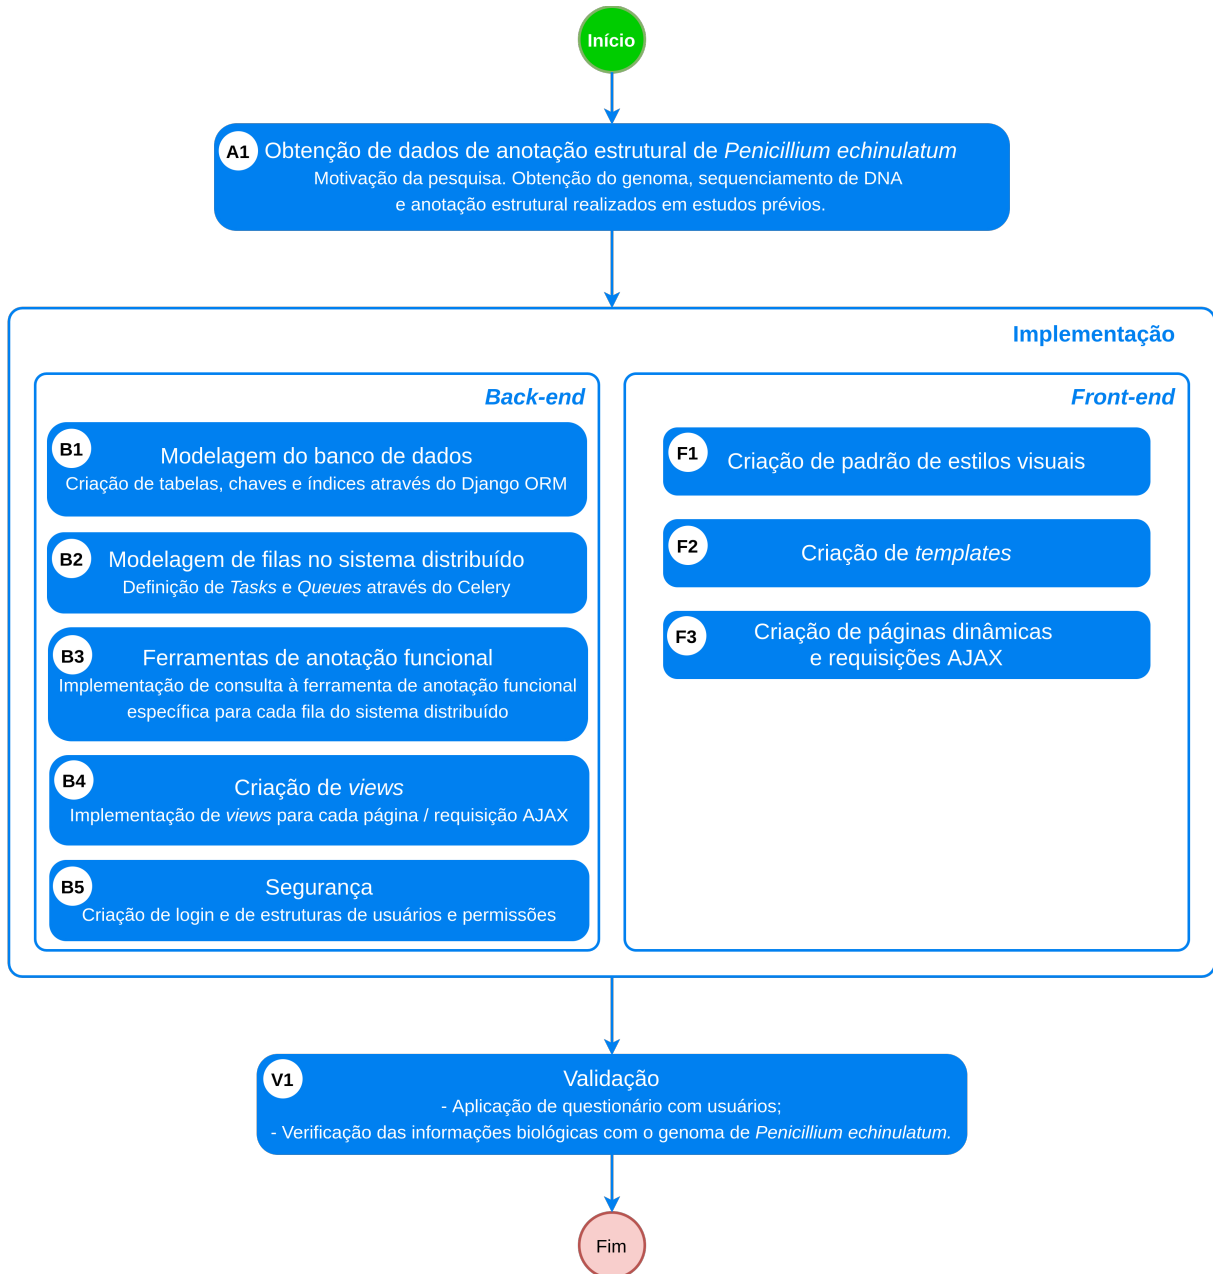 Início
A1
Obtenção de dados de anotação estrutural de Penicillium echinulatum
Motivação da pesquisa. Obtenção do genoma, sequenciamento de DNA
e anotação estrutural realizados em estudos prévios.
Implementação
Back-end
B1
Modelagem do banco de dados
Criação de tabelas, chaves e índices através do Django ORM
B2
Modelagem de filas no sistema distribuído
Definição de Tasks e Queues através do Celery
B3
Ferramentas de anotação funcional
Implementação de consulta à ferramenta de anotação funcional
específica para cada fila do sistema distribuído
B4
Criação de views
Implementação de views para cada página / requisição AJAX
B5
Segurança
Criação de login e de estruturas de usuários e permissões
Front-end
F1
Criação de padrão de estilos visuais
F2
Criação de templates
F3
Criação de páginas dinâmicas
e requisições AJAX
V1
Validação
- Aplicação de questionário com usuários;
- Verificação das informações biológicas com o genoma de Penicillium echinulatum.
Fim